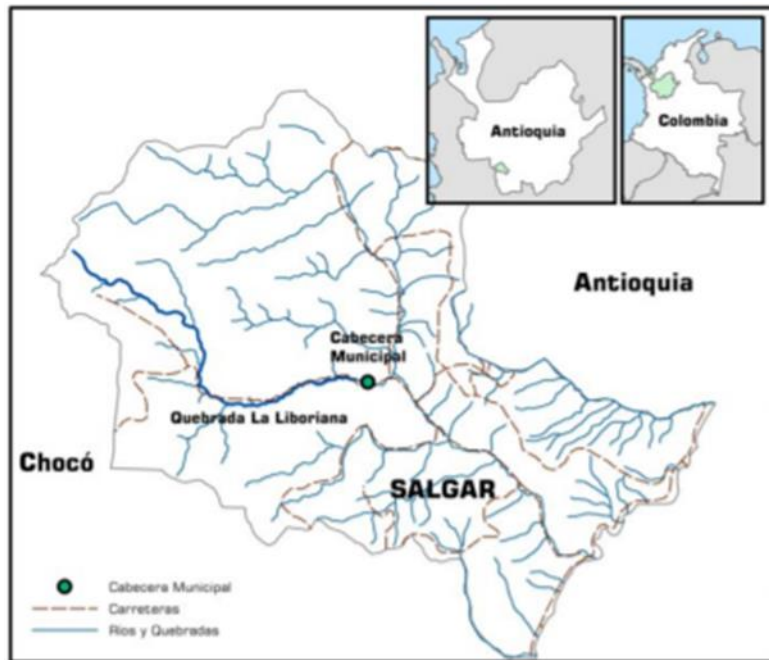 Antioquia
Colombia
Antioquia
Cabecera
Municipal
Quebrada La Liboriana
Chocó
SALGAR
Cabecera Municipal
Carreteras
Ríos y Quebradas